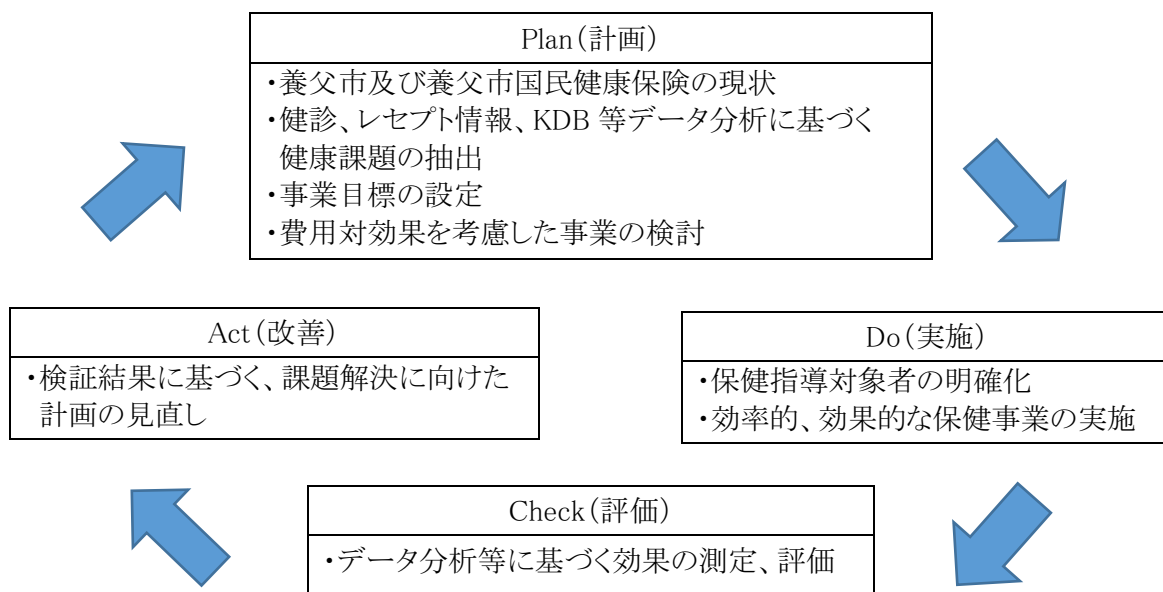 Plan(計画)
・養父市及び養父市国民健康保険の現状
・健診、レセプト情報、KDB 等データ分析に基づく
健康課題の抽出
・事業目標の設定
・費用対効果を考慮した事業の検討
Act(改善)
・検証結果に基づく、課題解決に向けた
計画の見直し
Do(実施)
・保健指導対象者の明確化
・効率的、効果的な保健事業の実施
Check(評価)
・データ分析等に基づく効果の測定、評価